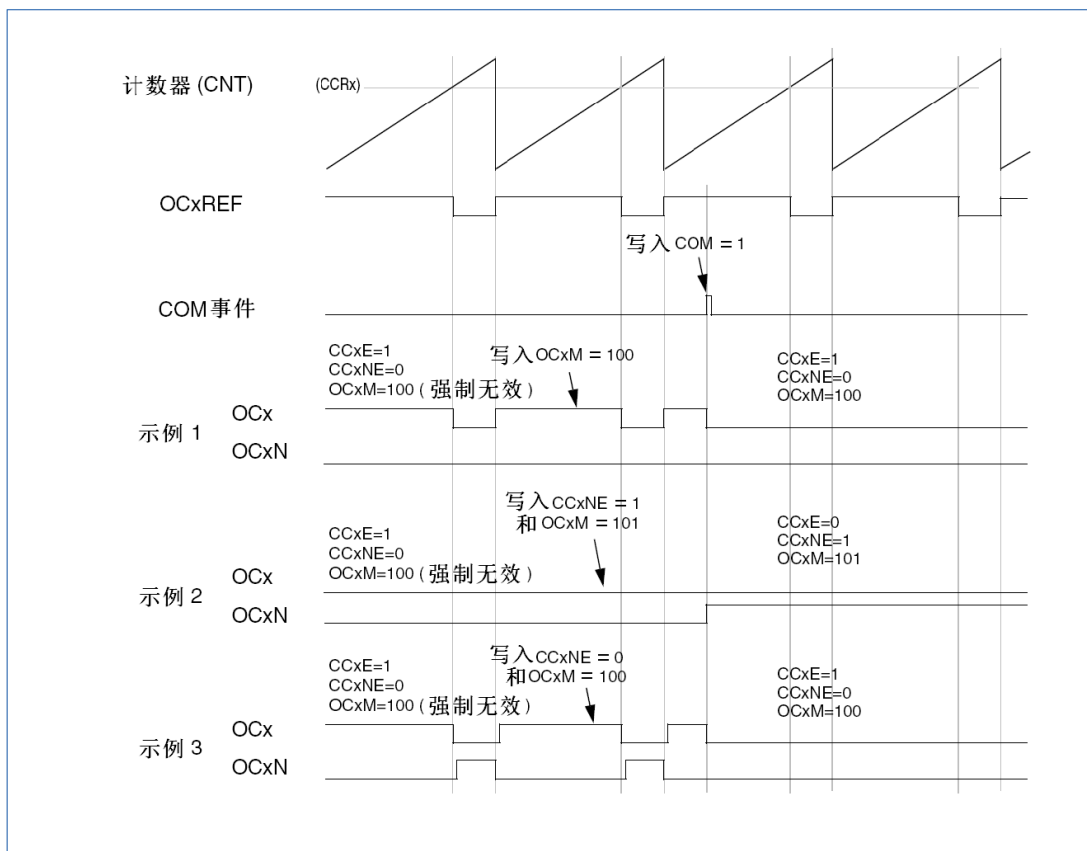 计数器 (CNT)
(CCRx)
OCxREF
写入 COM = 1
COM 事件
CCxE=1
CCxNE=0
OCxM=100 ( 强制无效 )
写入 OCxM = 100
CCxE=1
CCxNE=0
OCxM=100
示例 1
OCx
OCxN
写入 CCxNE = 1
和 OCxM = 101
CCxE=1
CCxNE=0
OCxM=100 ( 强制无效 )
CCxE=0
CCxNE=1
OCxM=101
示例 2
OCx
OCxN
写入 CCxNE = 0
和 OCxM = 100
CCxE=1
CCxNE=0
OCxM=100 ( 强制无效 )
CCxE=1
CCxNE=0
OCxM=100
示例 3
OCx
OCxN